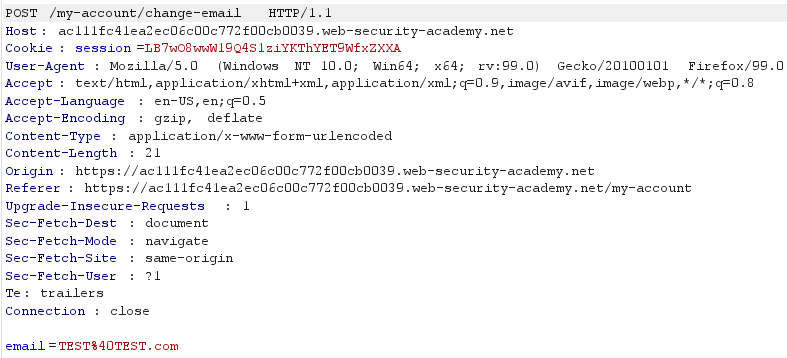 POST /my-account/change-email HTTP/1.1
Host: ac111fc41ea2ec06c00c772f00cb0039.web-security-academy.net
Cookie: session=LB7wO8wwW19Q4S1ziYKThYET9WfxZXXA
User-Agent: Mozilla/5.0 (Windows NT 10.0; Win64; x64; rv:99.0) Gecko/20100101 Firefox/99.0
Accept: text/html,application/xhtml+xml,application/xml;q=0.9,image/avif,image/webp,*/*;q=0.8
Accept-Language : en-US,en;q=0.5
Accept-Encoding : gzip, deflate
Content-Type : application/x-www-form-urlencoded
Content-Length : 21
Origin : https://ac111fc41ea2ec06c00c772f00cb0039.web-security-academy.net
Referer : https://ac111fc41ea2ec06c00c772f00cb0039.web-security-academy.net/my-account
Upgrade-Insecure-Requests : 1
Sec-Fetch-Dest : document
Sec-Fetch-Mode : navigate
Sec-Fetch-Site : same-origin
Sec-Fetch-User : ?1
Te: trailers
Connection : close
email=TEST%40TEST.com